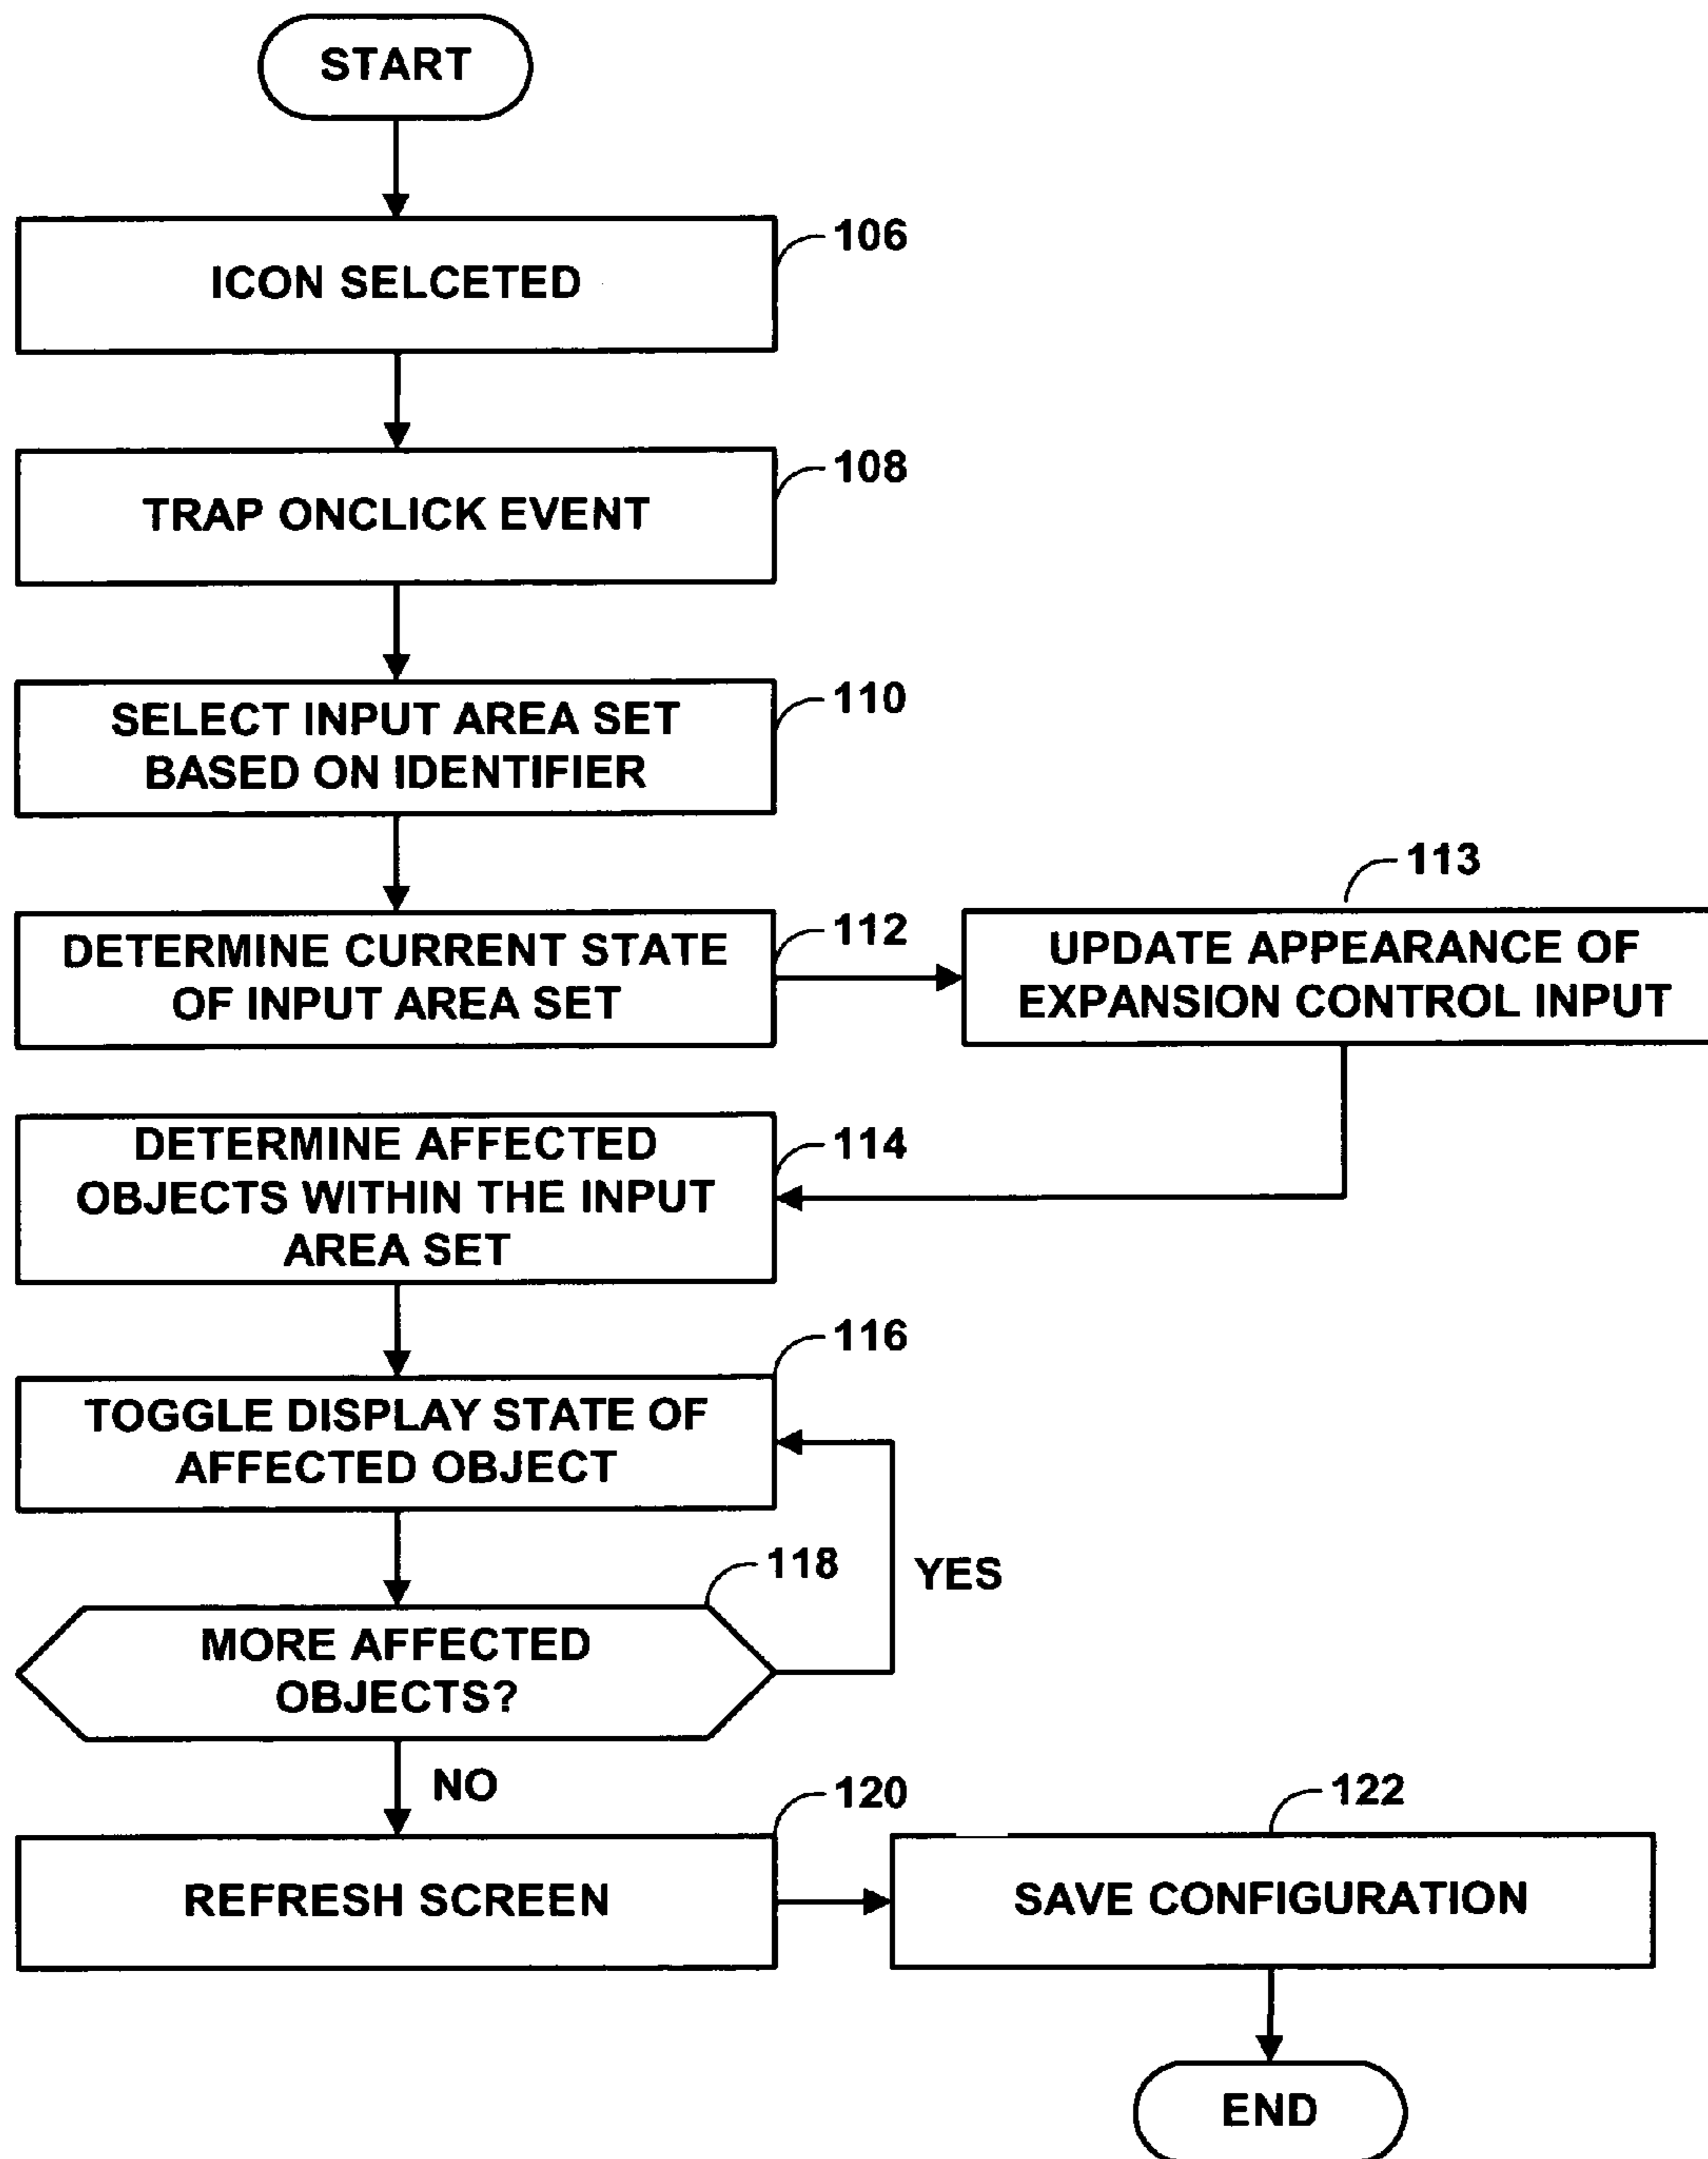 START
106
ICON SELCETED
108
TRAP ONCLICK EVENT
110
SELECT INPUT AREA SET
BASED ON IDENTIFIER
112
DETERMINE CURRENT STATE
OF INPUT AREA SET
113
UPDATE APPEARANCE OF
EXPANSION CONTROL INPUT
114
DETERMINE AFFECTED
OBJECTS WITHIN THE INPUT
AREA SET
116
TOGGLE DISPLAY STATE OF
AFFECTED OBJECT
118
YES
MORE AFFECTED
OBJECTS?
NO
120
REFRESH SCREEN
122
SAVE CONFIGURATION
END